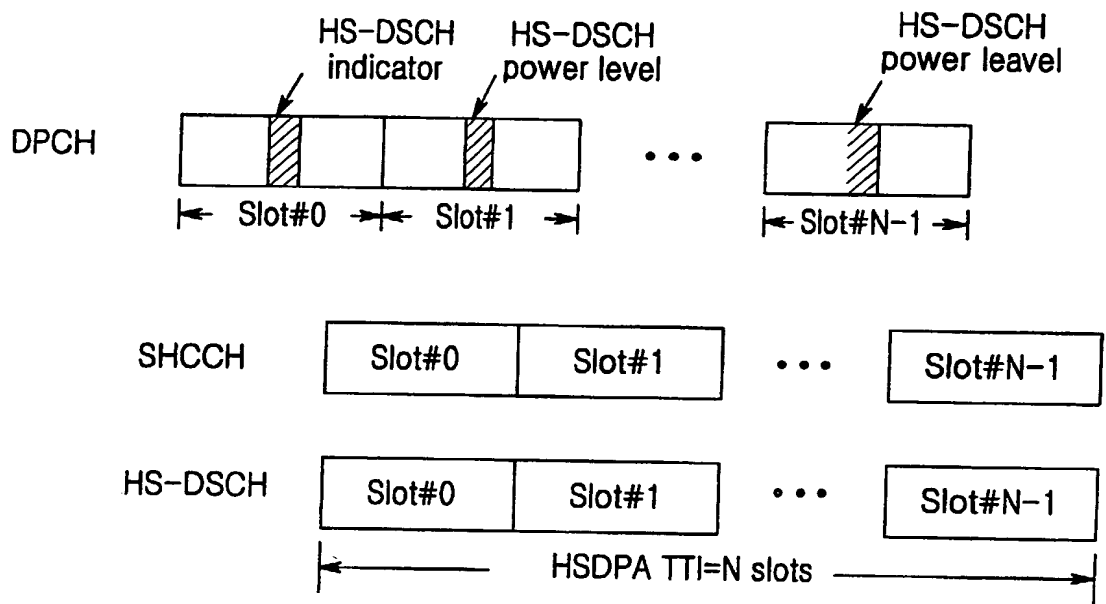 HS-DSCH
indicator
HS-DSCH
power level
HS-DSCH
power leavel
DPCH
Slot#0
Slot#1
Slot#N-1
SHCCH
Slot#0
Slot#1
Slot#N-1
HS-DSCH
Slot#0
Slot#1
Slot#N-1
HSDPA TTI=N slots